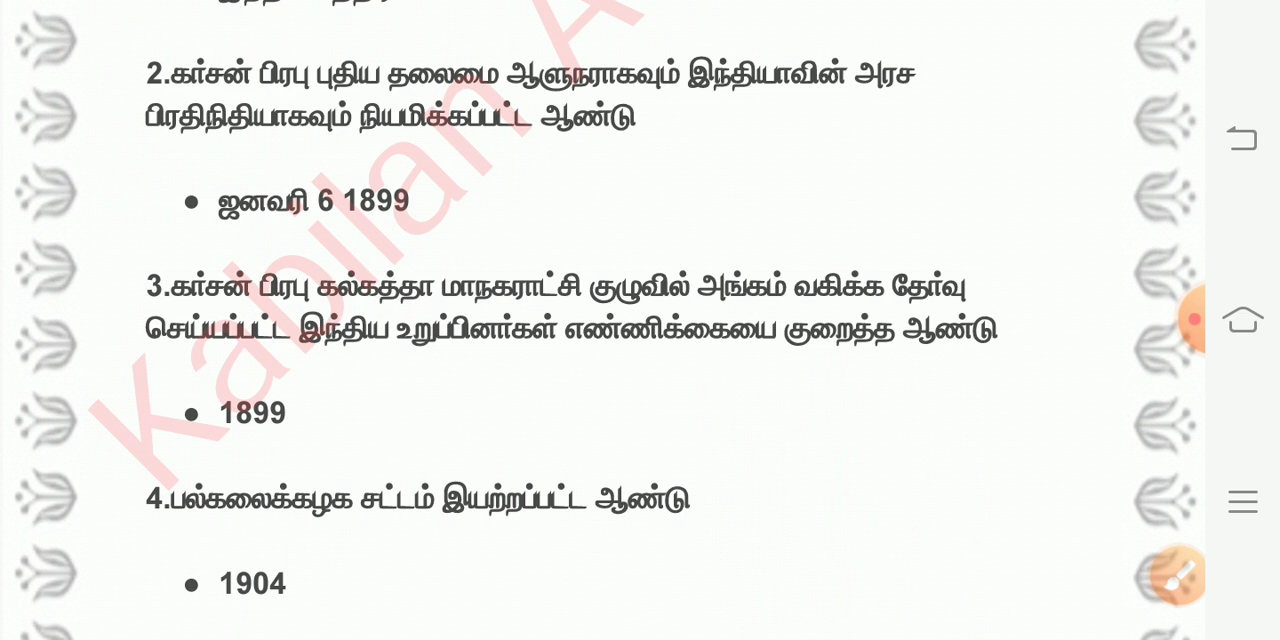 2.கர்சன் பிரபு புதிய தலைமை ஆளுநராகவும் இந்தியாவின் அரச
பிரதிநிதியாகவும் நியமிக்கப்பட்ட ஆண்டு
● ஜனவரி 6 1899
3.கர்சன் பிரபு கல்கத்தா மாநகராட்சி குழுவில் அங்கம் வகிக்க தேர்வு
செய்யப்பட்ட இந்திய உறுப்பினர்கள் எண்ணிக்கையை குறைத்த ஆண்டு
● 1899
4.பல்கலைக்கழக சட்டம் இயற்றப்பட்ட ஆண்டு
● 1904
Kabilan A